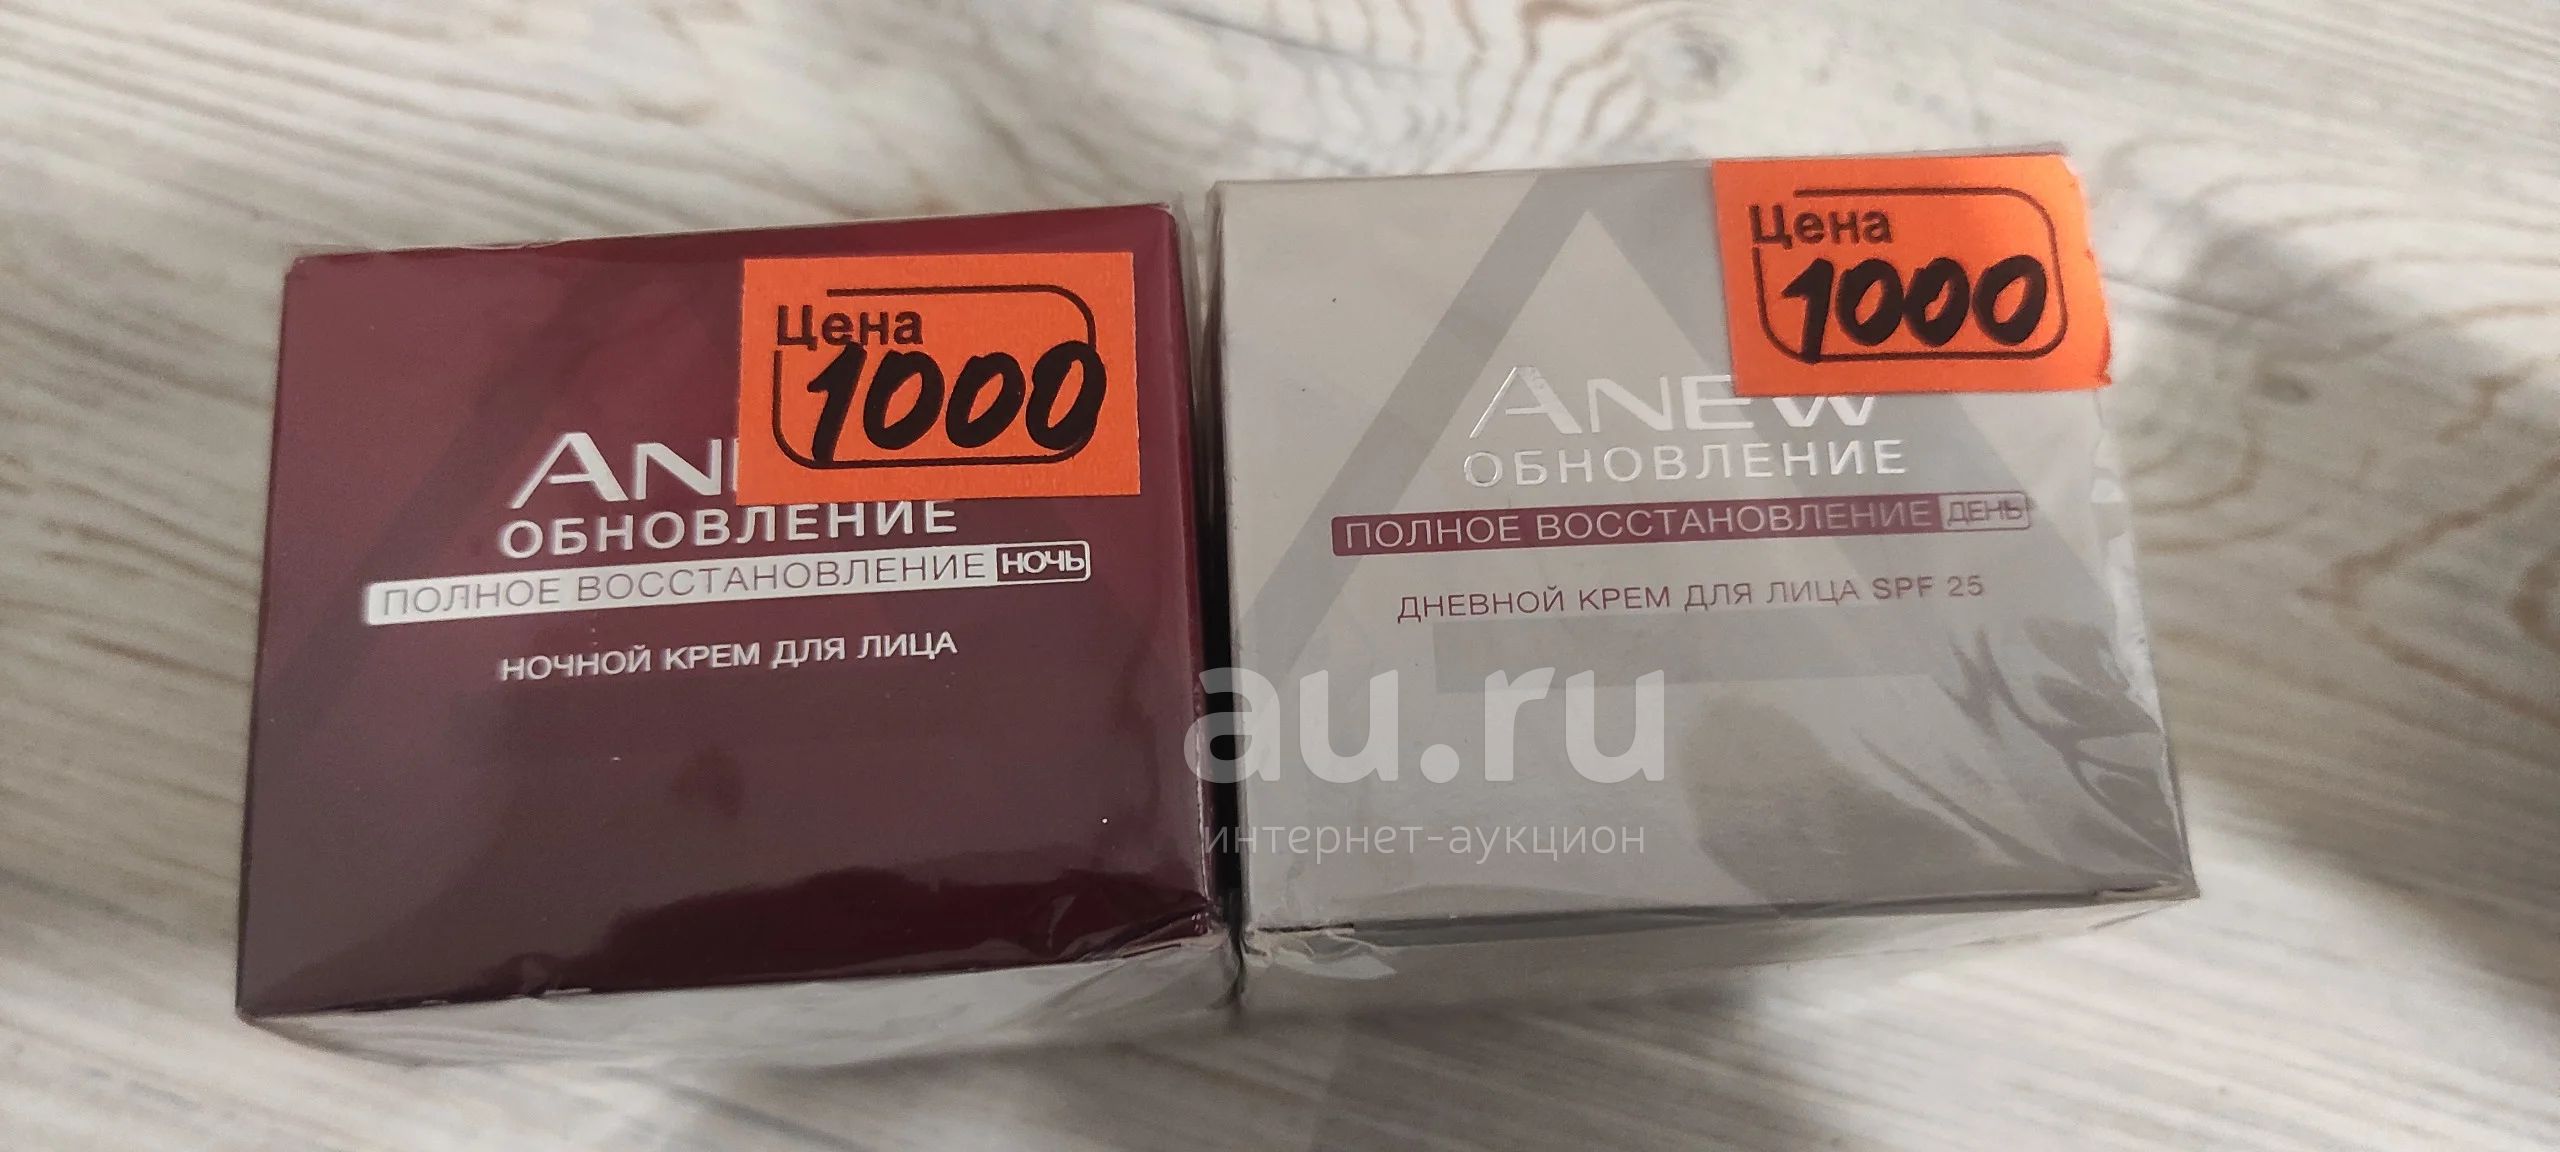 Цена
1000
AN
ОБНОВЛЕНИЕ
ПОЛНОЕ ВОССТАНОВЛЕНИЕ НОЧЬ
НОЧНОЙ КРЕМ ДЛЯ ЛИЦА
Цена
1000
ANEW
ОБНОВЛЕНИЕ
ПОЛНОЕ ВОССТАНОВЛЕНИЕ ДЕНЬ
ДНЕВНОЙ КРЕМ ДЛЯ ЛИЦА SPF 25
au.ru
интернет-аукцион